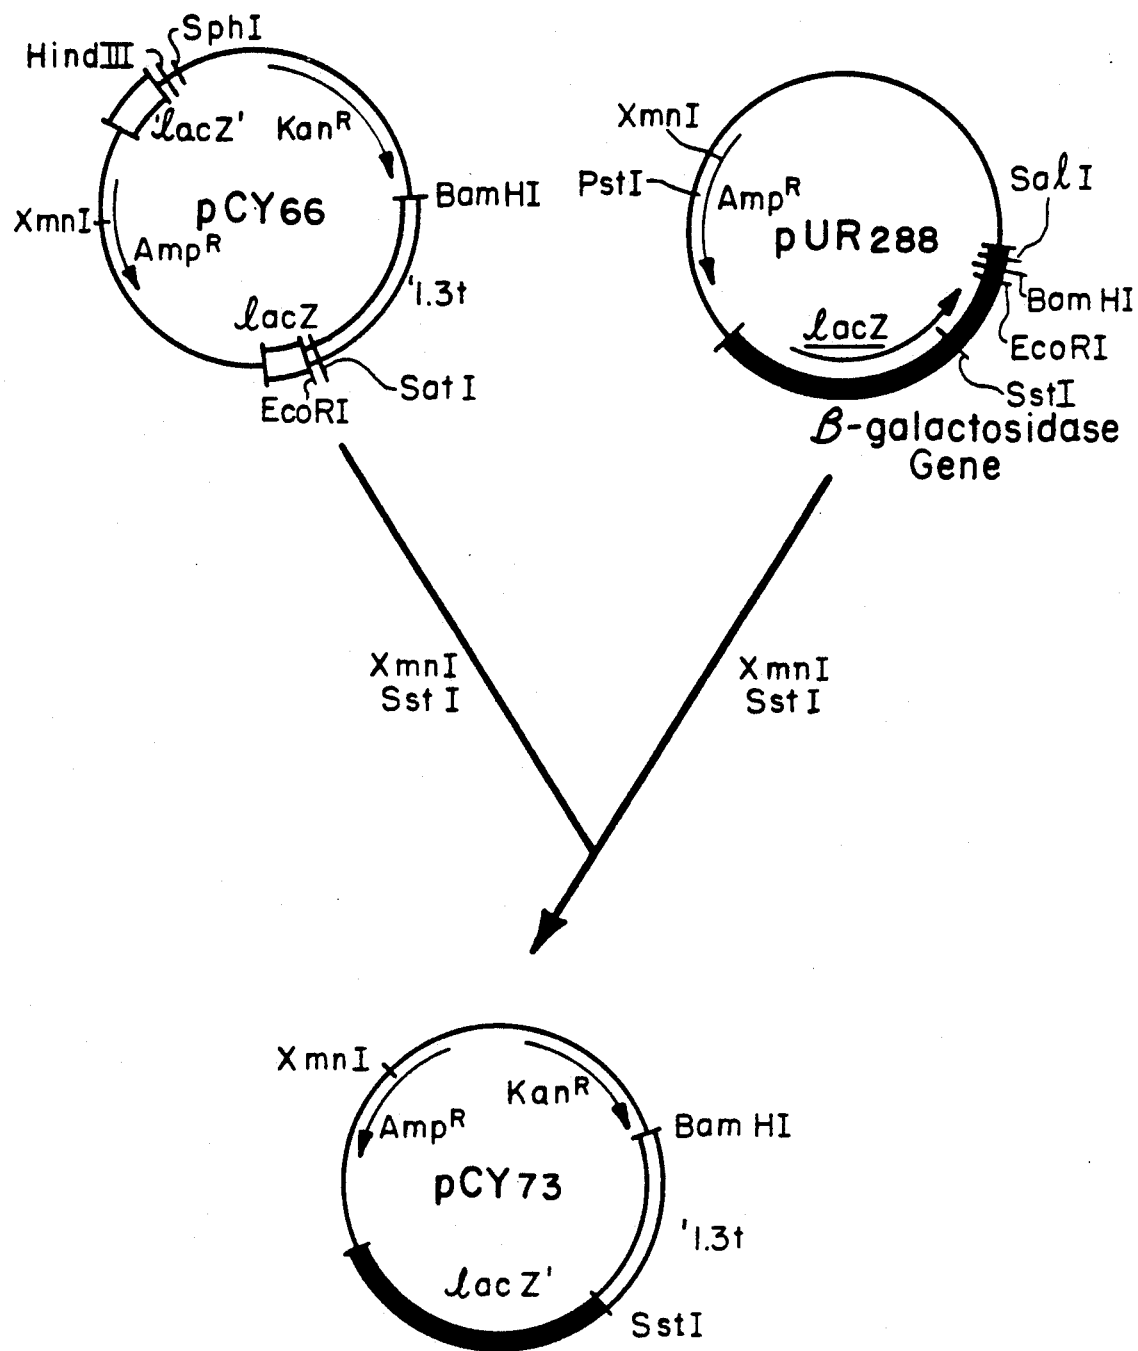 SphI
HindIII
'lacZ'
KanR
BamHI
XmnI
pCY66
AmpR
'1.3t
lacZ
SatI
EcoRI
XmnI
PstI
AmpR
SalI
pUR288
BamHI
lacZ
EcoRI
SstI
β-galactosidase
Gene
XmnI
SstI
XmnI
SstI
XmnI
KanR
AmpR
BamHI
pCY73
'1.3t
lacZ'
SstI